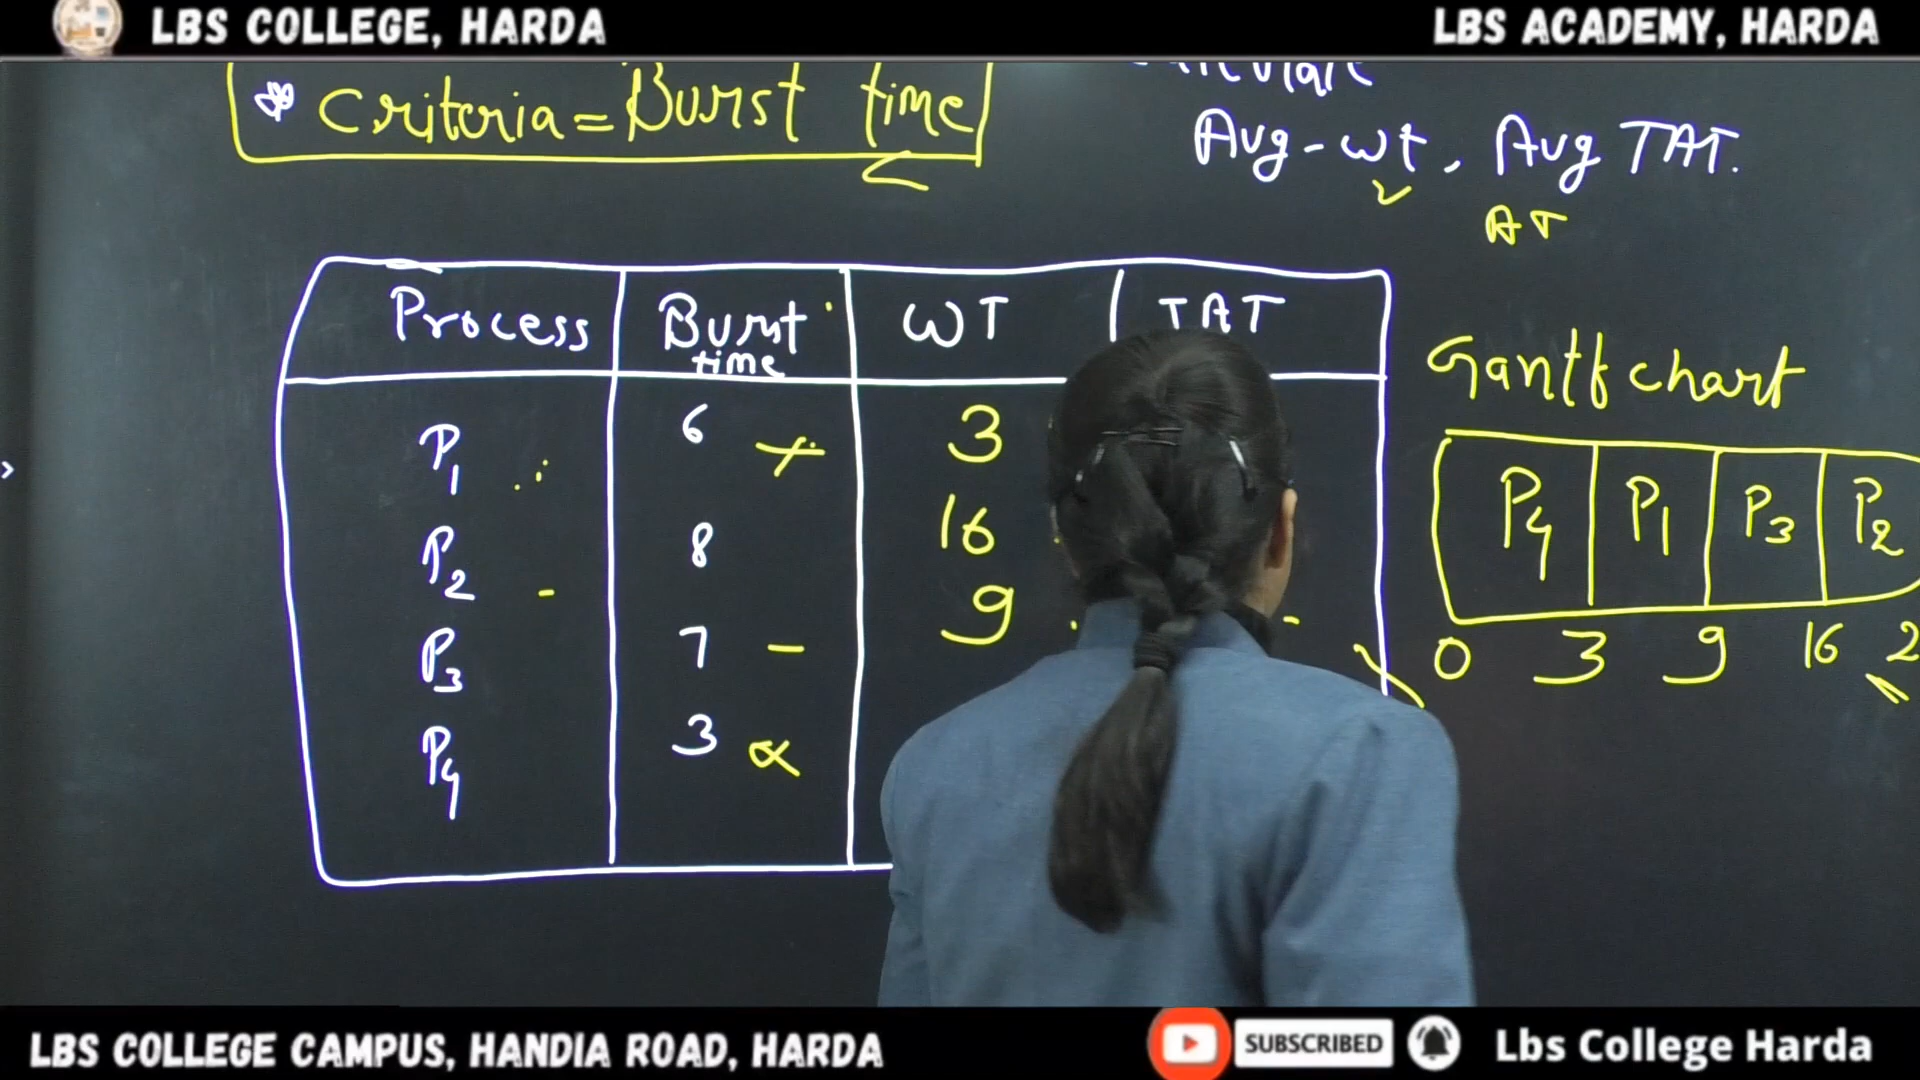 LBS COLLEGE, HARDA
LBS ACADEMY, HARDA
* Criteria = Burst time
Avg - wt, Avg TAT.
AT
Process Burst time WT TAT
P1 6 3
P2 8 16
P3 7 9
P4 3
Gantt chart
P4 P1 P3 P2
0 3 9 16 2
LBS COLLEGE CAMPUS, HANDIA ROAD, HARDA
SUBSCRIBED
Lbs College Harda